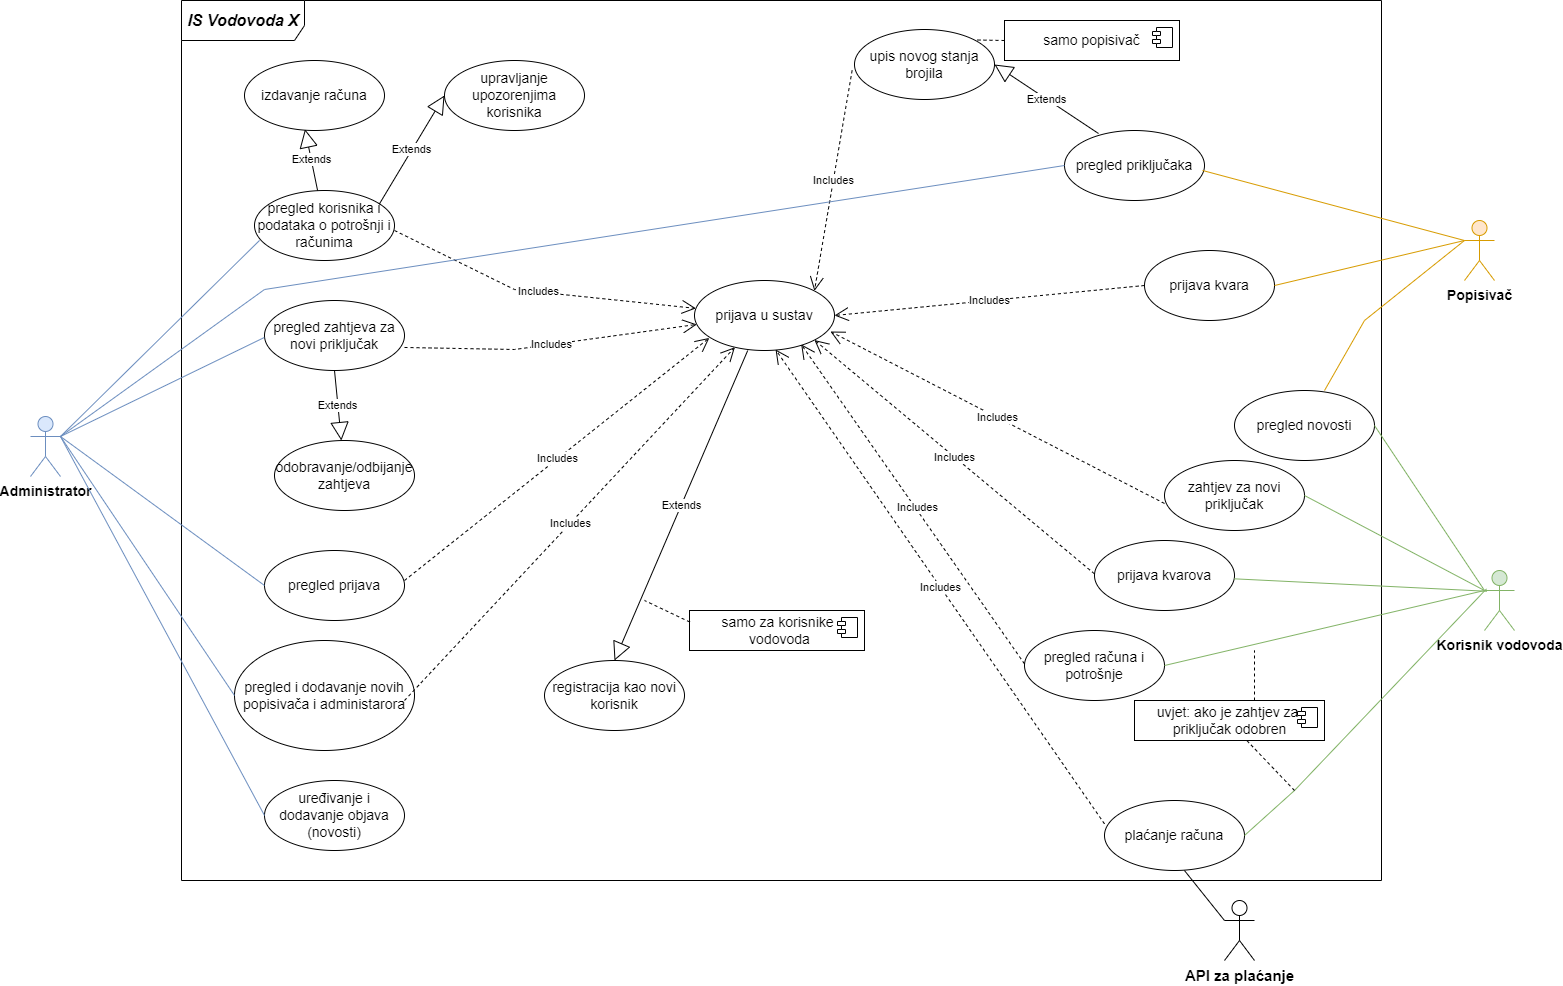 IS Vodovoda X
izdavanje računa
upravljanje
upozorenjima
korisnika
Extends
Extends
pregled korisnika i
podataka o potrošnji i
računima
upis novog stanja
brojila
samo popisivač
Extends
pregled priključaka
Includes
Includes
prijava u sustav
Includes
prijava kvara
Popisivač
pregled zahtjeva za
novi priključak
Includes
Extends
odobravanje/odbijanje
zahtjeva
Administrator
Includes
Includes
Includes
Includes
pregled novosti
zahtjev za novi
priključak
Extends
Includes
prijava kvarova
Includes
pregled prijava
samo za korisnike
vodovoda
Korisnik vodovoda
pregled računa i
potrošnje
pregled i dodavanje novih
popisivača i administarora
registracija kao novi
korisnik
uvjet: ako je zahtjev za
priključak odobren
uređivanje i
dodavanje objava
(novosti)
plaćanje računa
API za plaćanje